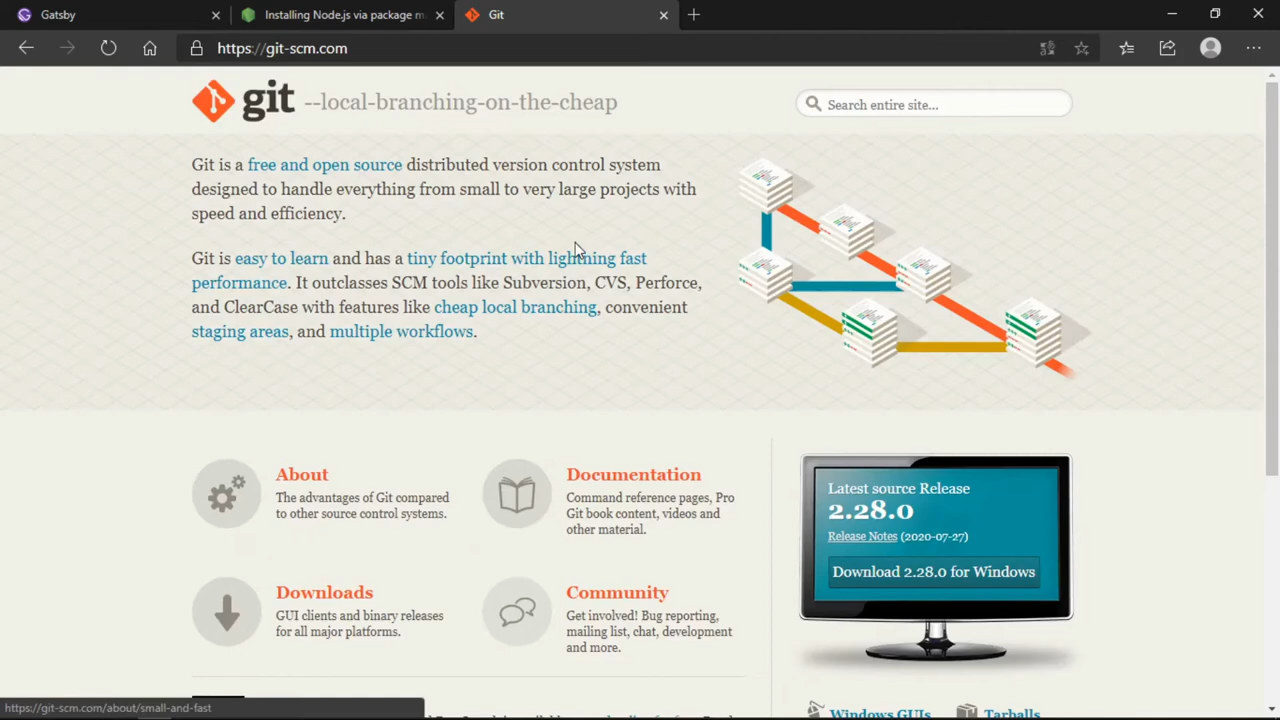 Gatsby
Installing Node.js via package m
Git
https://git-scm.com
git --local-branching-on-the-cheap
Search entire site...
Git is a free and open source distributed version control system
designed to handle everything from small to very large projects with
speed and efficiency.
Git is easy to learn and has a tiny footprint with lightning fast
performance. It outclasses SCM tools like Subversion, CVS, Perforce,
and ClearCase with features like cheap local branching, convenient
staging areas, and multiple workflows.
About
The advantages of Git compared
to other source control systems.
Documentation
Command reference pages, Pro
Git book content, videos and
other material.
Downloads
GUI clients and binary releases
for all major platforms.
Community
Get involved! Bug reporting,
mailing list, chat, development
and more.
Latest source Release
2.28.0
Release Notes (2020-07-27)
Download 2.28.0 for Windows
Windows GUIs
Tarballs
https://git-scm.com/about/small-and-fast